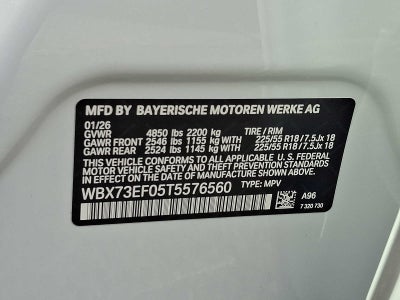 MFD BY BAYERISCHE MOTOREN WERKE AG
01/26 TIRE / RIM
GVWR 4850 lbs 2200 kg
GAWR FRONT 2546 lbs 1155 kg WITH 225/55 R18 / 7.5Jx 18
GAWR REAR 2524 lbs 1145 kg WITH 225/55 R18 / 7.5Jx 18
THIS VEHICLE CONFORMS TO ALL APPLICABLE U. S. FEDERAL
MOTOR VEHICLE SAFETY AND THEFT PREVENTION STANDARDS
IN EFFECT ON THE DATE OF MANUFACTURE SHOWN ABOVE.
WBX73EF05T5576560 TYPE: MPV
A96
7 320 730